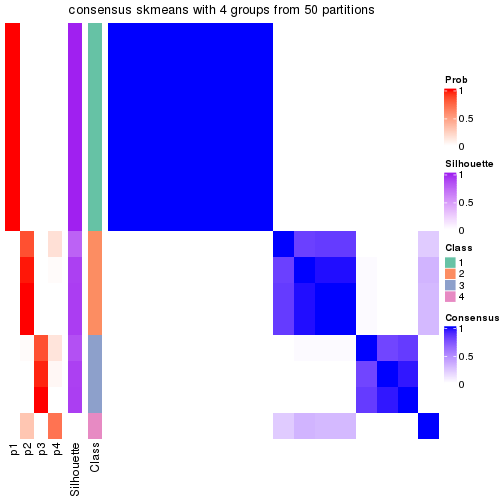 consensus skmeans with 4 groups from 50 partitions
Prob
1
0.5
0
Silhouette
1
0.5
0
Class
1
2
3
4
Consensus
1
0.5
0
p1
p2
p3
p4
Silhouette
Class